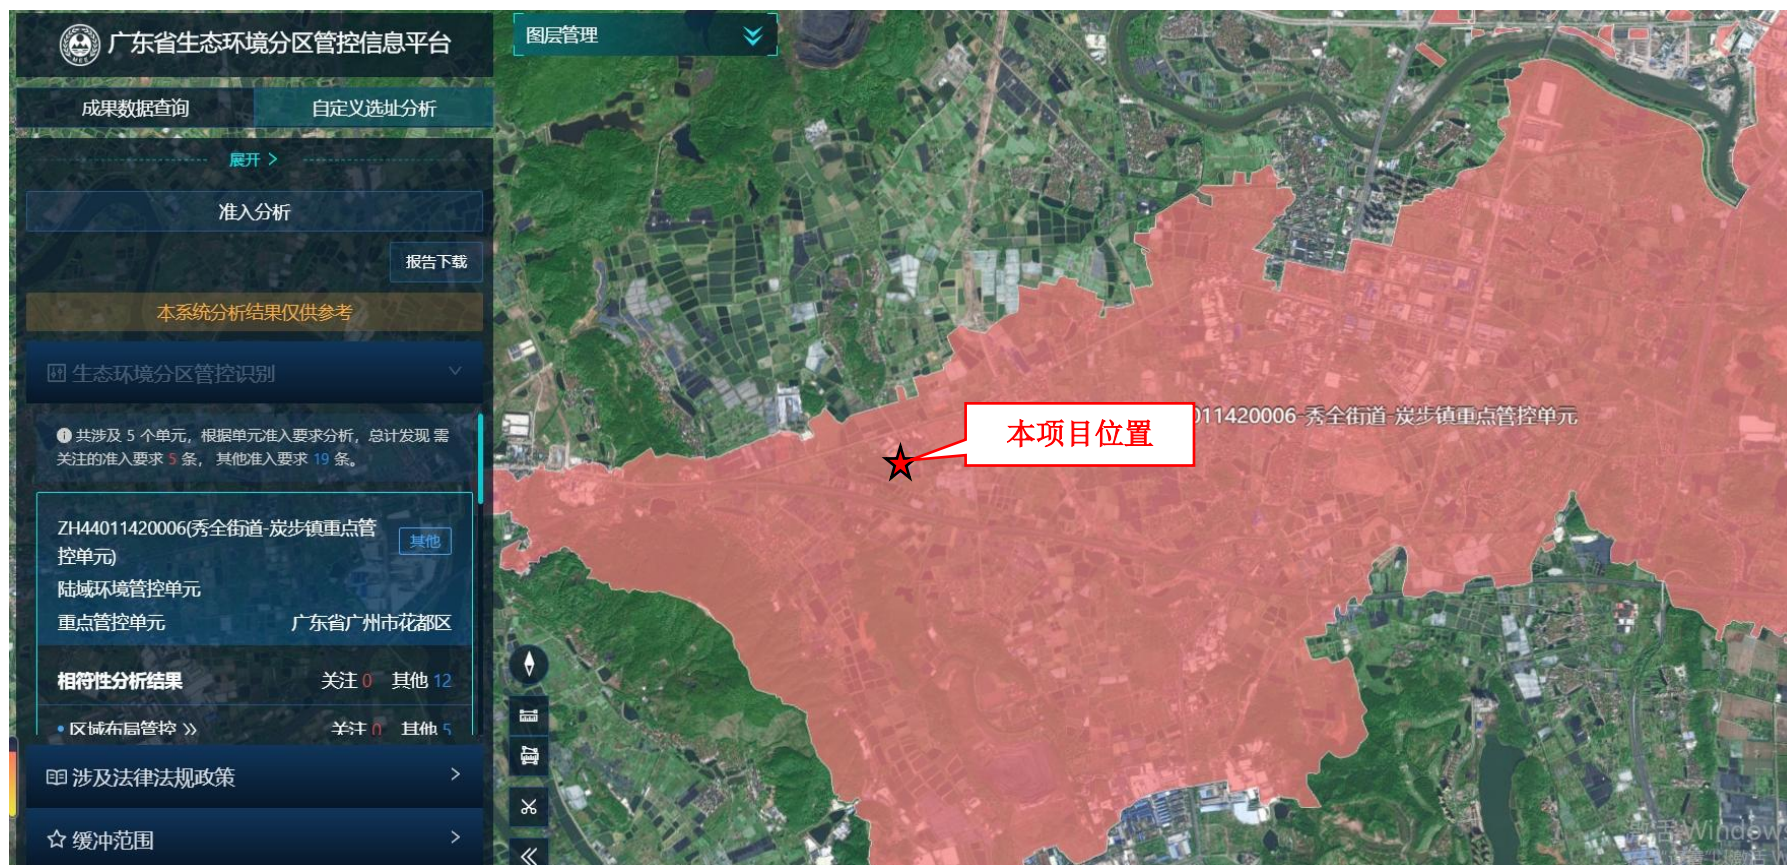 广东省生态环境分区管控信息平台
图层管理
成果数据查询
自定义选址分析
展开 >
准入分析
报告下载
本系统分析结果仅供参考
生态环境分区管控识别
共涉及 5 个单元，根据单元准入要求分析，总计发现 需
关注的准入要求 5 条， 其他准入要求 19 条。
ZH44011420006(秀全街道-炭步镇重点管
控单元)
其他
陆域环境管控单元
重点管控单元
广东省广州市花都区
相符性分析结果
关注 0 其他 12
• 区域布局管控 >>
关注 0 其他 5
涉及法律法规政策
缓冲范围
本项目位置
011420006-秀全街道-炭步镇重点管控单元